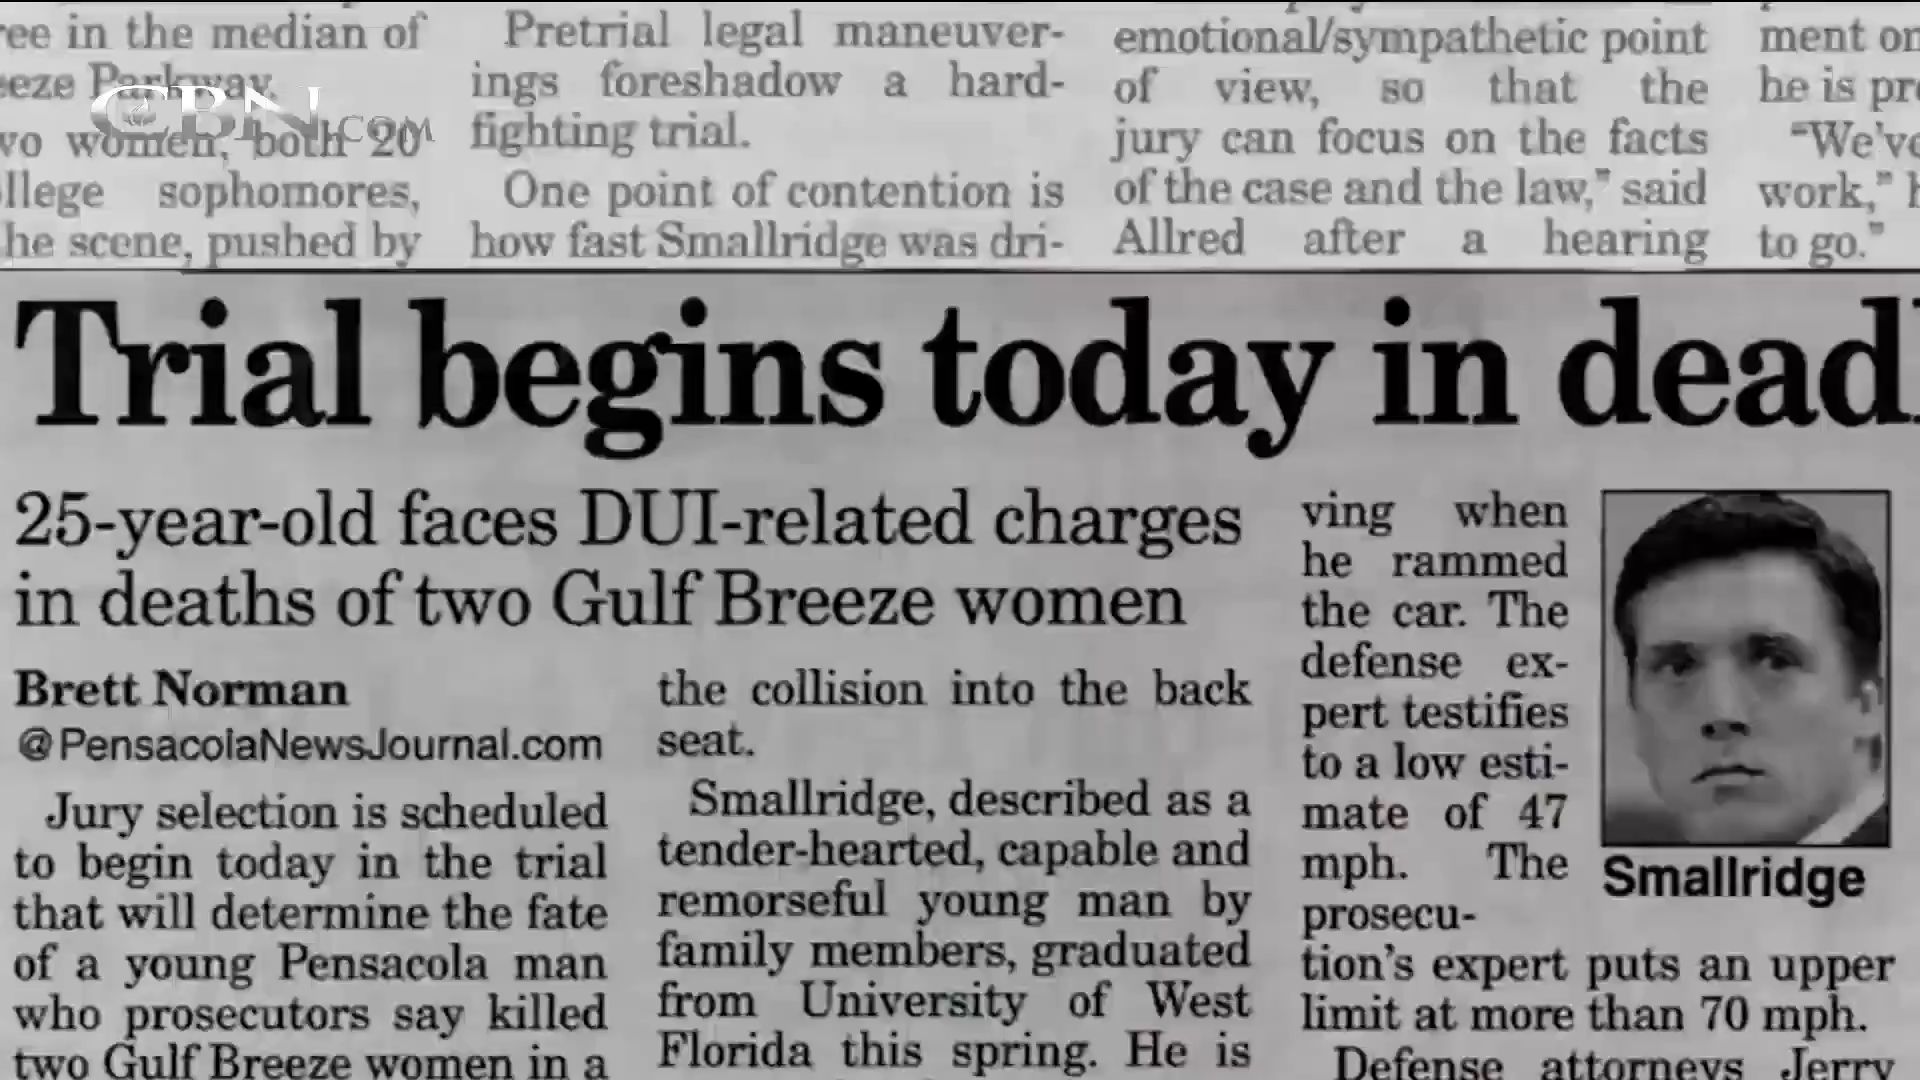 ree in the median of
eeze Parkway.
wo women, both 20
llege sophomores,
he scene, pushed by
Pretrial legal maneuver-
ings foreshadow a hard-
fighting trial.
One point of contention is
how fast Smallridge was dri-
emotional/sympathetic point
of view, so that the
jury can focus on the facts
of the case and the law," said
Allred after a hearing
ment on
he is pr
"We've
work," h
to go."
CBN.COM
Trial begins today in deadl
25-year-old faces DUI-related charges
in deaths of two Gulf Breeze women
Brett Norman
@PensacolaNewsJournal.com
Jury selection is scheduled
to begin today in the trial
that will determine the fate
of a young Pensacola man
who prosecutors say killed
two Gulf Breeze women in a
the collision into the back
seat.
Smallridge, described as a
tender-hearted, capable and
remorseful young man by
family members, graduated
from University of West
Florida this spring. He is
ving when
he rammed
the car. The
defense ex-
pert testifies
to a low esti-
mate of 47
mph. The
prosecu-
tion's expert puts an upper
limit at more than 70 mph.
Defense attorneys Jerry
Smallridge